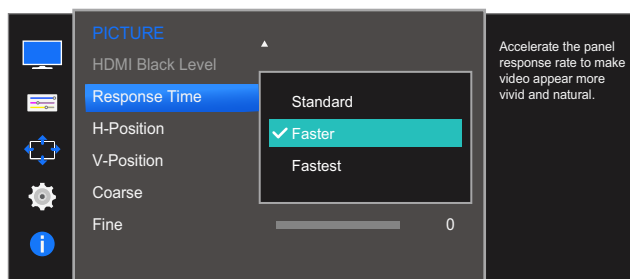 PICTURE
HDMI Black Level
Response Time
H-Position
V-Position
Coarse
Fine
Standard
Faster
Fastest
0
Accelerate the panel
response rate to make
video appear more
vivid and natural.